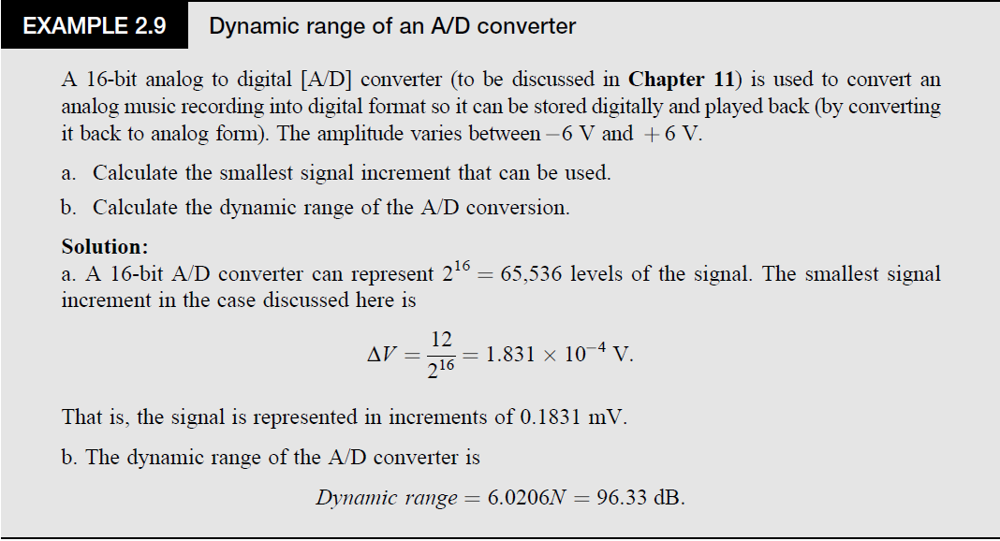 EXAMPLE 2.9 Dynamic range of an A/D converter
A 16-bit analog to digital [A/D] converter (to be discussed in Chapter 11) is used to convert an
analog music recording into digital format so it can be stored digitally and played back (by converting
it back to analog form). The amplitude varies between −6 V and +6 V.
a. Calculate the smallest signal increment that can be used.
b. Calculate the dynamic range of the A/D conversion.
Solution:
a. A 16-bit A/D converter can represent 2^16 = 65,536 levels of the signal. The smallest signal
increment in the case discussed here is
ΔV = 12/2^16 = 1.831 × 10^−4 V.
That is, the signal is represented in increments of 0.1831 mV.
b. The dynamic range of the A/D converter is
Dynamic range = 6.0206N = 96.33 dB.